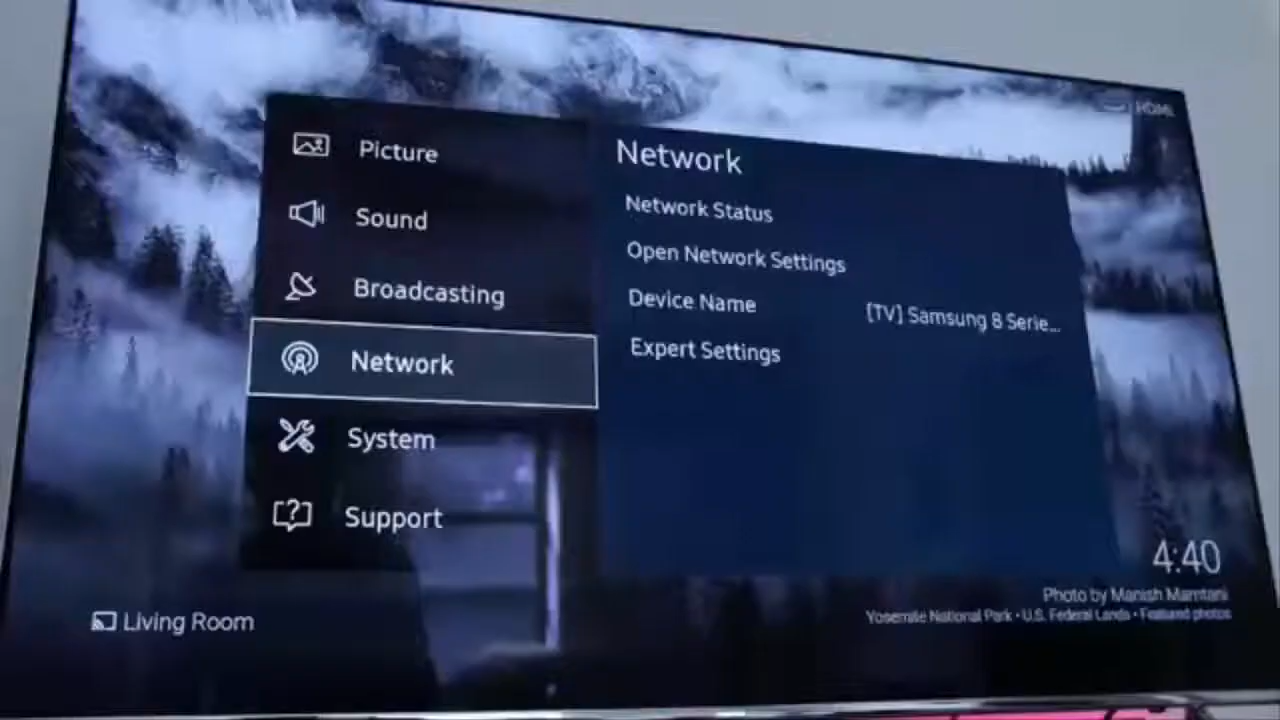 HDMI
Picture
Sound
Broadcasting
Network
System
Support
Network
Network Status
Open Network Settings
Device Name [TV] Samsung 8 Serie...
Expert Settings
4:40
Photo by Manish Mamtani
Yosemite National Park • U.S. Federal Lands • Featured photos
Living Room